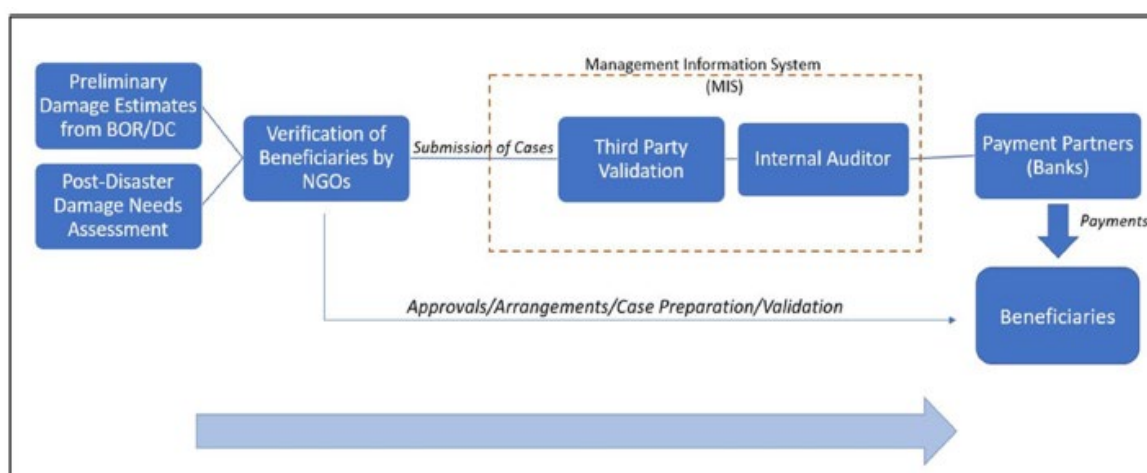 Preliminary
Damage Estimates
from BOR/DC
Post-Disaster
Damage Needs
Assessment
Verification of
Beneficiaries by
NGOs
Submission of Cases
Management Information System
(MIS)
Third Party
Validation
Internal Auditor
Payment Partners
(Banks)
Payments
Approvals/Arrangements/Case Preparation/Validation
Beneficiaries